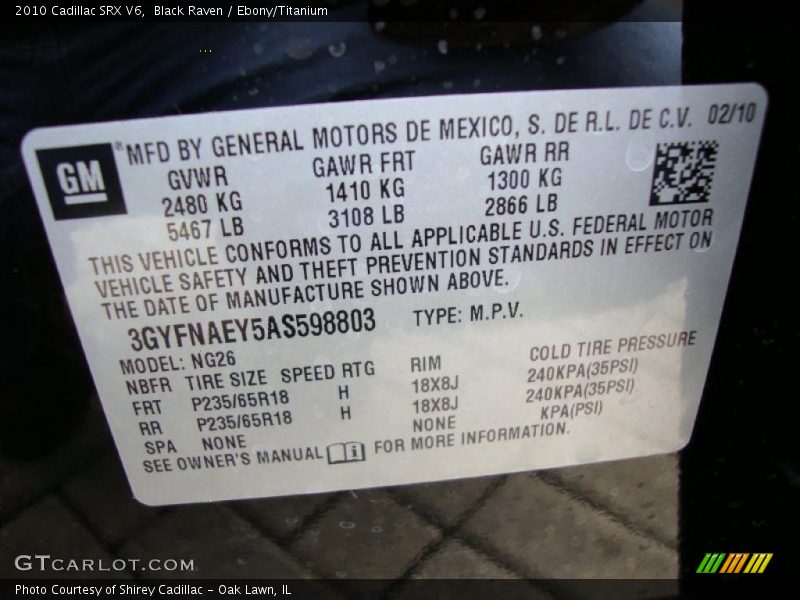 2010 Cadillac SRX V6, Black Raven / Ebony/Titanium
GM ® MFD BY GENERAL MOTORS DE MEXICO, S. DE R.L. DE C.V. 02/10
GVWR GAWR FRT GAWR RR
2480 KG 1410 KG 1300 KG
5467 LB 3108 LB 2866 LB
THIS VEHICLE CONFORMS TO ALL APPLICABLE U.S. FEDERAL MOTOR
VEHICLE SAFETY AND THEFT PREVENTION STANDARDS IN EFFECT ON
THE DATE OF MANUFACTURE SHOWN ABOVE.
3GYFNAEY5AS598803 TYPE: M.P.V.
MODEL: NG26
NBFR TIRE SIZE SPEED RTG RIM COLD TIRE PRESSURE
FRT P235/65R18 H 18X8J 240KPA(35PSI)
RR P235/65R18 H 18X8J 240KPA(35PSI)
SPA NONE NONE KPA(PSI)
SEE OWNER'S MANUAL i FOR MORE INFORMATION.
GTCARLOT.COM
Photo Courtesy of Shirey Cadillac - Oak Lawn, IL